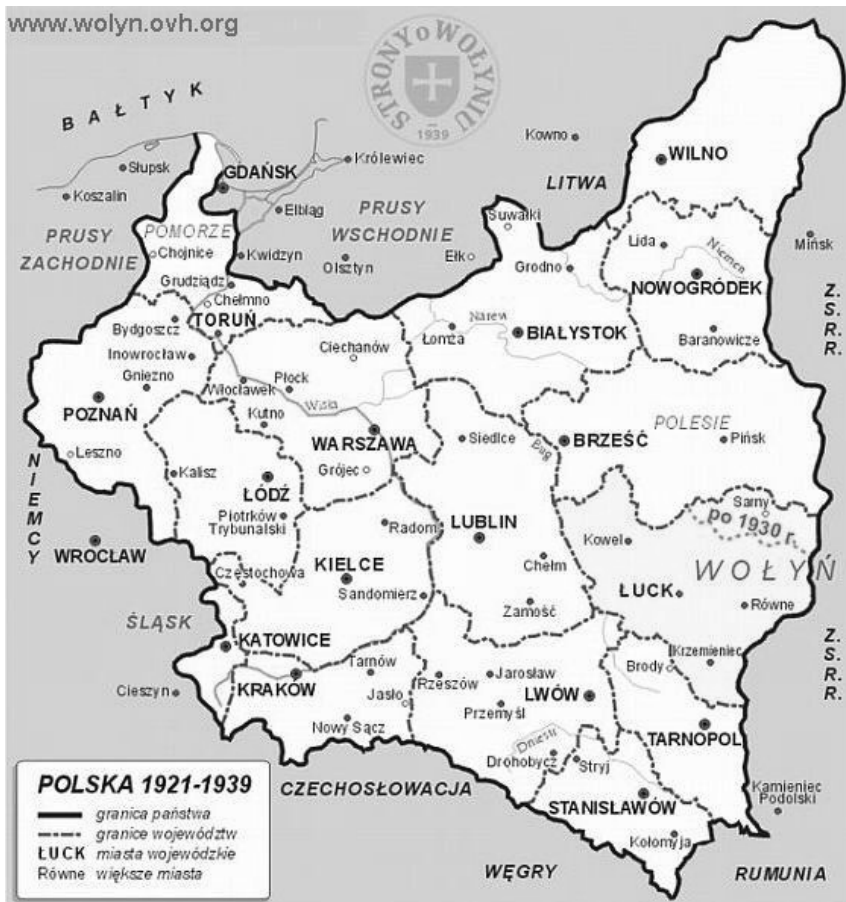 www.wolyn.ovh.org
STRONY o WOŁYNIU
1939
BAŁTYK
Słupsk
Koszalin
GDAŃSK
Królewiec
Elbląg
Kowno
LITWA
WILNO
PRUSY
ZACHODNIE
POMORZE
Chojnice
Kwidzyn
PRUSY
WSCHODNIE
Olsztyn
Ełk
Suwałki
Grodno
Lida
Niemen
Mińsk
NOWOGRÓDEK
Baranowicze
Z.
S.
R.
R.
Grudziądz
Chełmno
Bydgoszcz
TORUŃ
Inowrocław
Gniezno
POZNAŃ
Leszno
Włocławek
Płock
Ciechanów
Łomża
Narew
BIAŁYSTOK
Wisła
Kutno
WARSZAWA
Grójec
Siedlce
Bug
BRZEŚĆ
POLESIE
Pińsk
NIEMCY
Kalisz
ŁÓDŹ
Piotrków
Trybunalski
Radom
LUBLIN
Chełm
Zamość
Sarny
po 1930 r.
Kowel
WOŁYŃ
ŁUCK
Równe
WROCŁAW
Częstochowa
KIELCE
Sandomierz
ŚLĄSK
KATOWICE
Cieszyn
KRAKÓW
Tarnów
Jasło
Nowy Sącz
Rzeszów
Jarosław
Przemyśl
LWÓW
Brody
Krzemieniec
Z.
S.
R.
R.
TARNOPOL
Dniestr
Drohobycz
Stryj
STANISŁAWÓW
Kołomyja
Kamieniec
Podolski
CZECHOSŁOWACJA
WĘGRY
RUMUNIA
POLSKA 1921-1939
granica państwa
granice województw
ŁUCK miasta wojewódzkie
Równe większe miasta